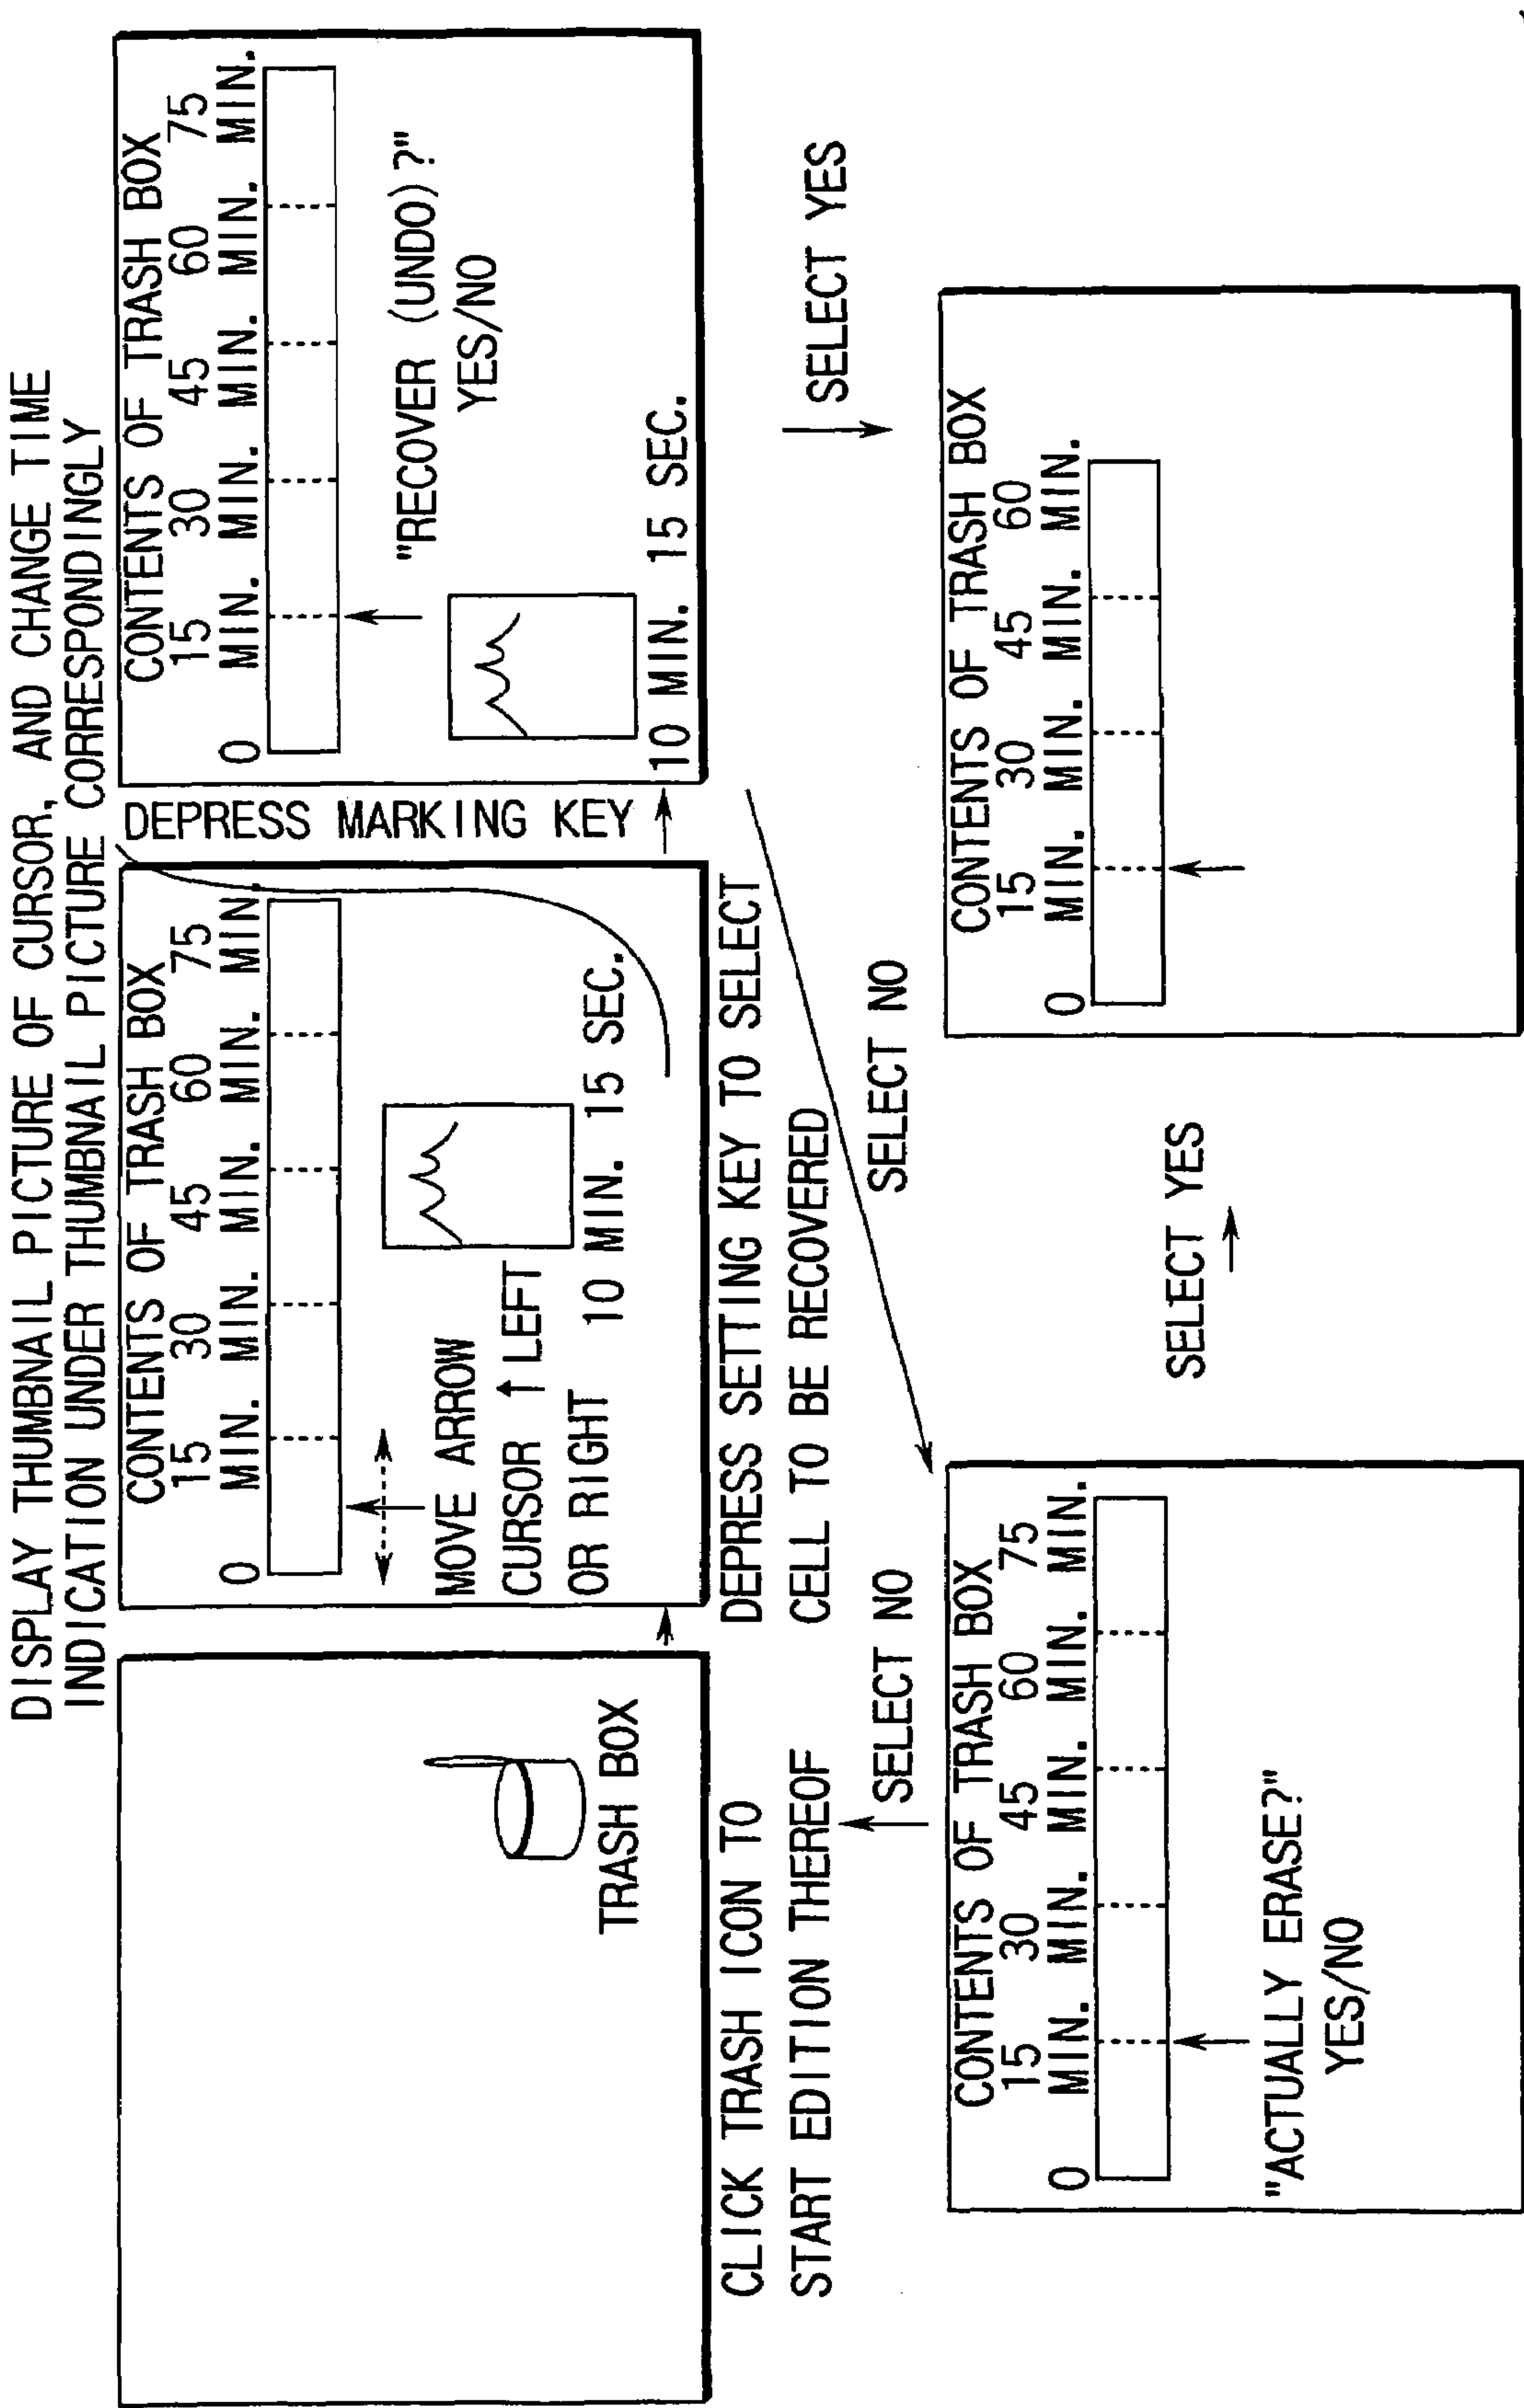 DISPLAY THUMBNAIL PICTURE OF CURSOR, AND CHANGE TIME
INDICATION UNDER THUMBNAIL PICTURE CORRESPONDINGLY
TRASH BOX
CLICK TRASH ICON TO
START EDITION THEREOF
CONTENTS OF TRASH BOX
15 30 45 60 75
0 MIN. MIN. MIN. MIN. MIN.
MOVE ARROW
CURSOR ↑ LEFT
OR RIGHT
10 MIN. 15 SEC.
DEPRESS SETTING KEY TO SELECT
CELL TO BE RECOVERED
DEPRESS MARKING KEY
CONTENTS OF TRASH BOX
15 30 45 60 75
0 MIN. MIN. MIN. MIN. MIN.
"RECOVER (UNDO)?"
YES/NO
10 MIN. 15 SEC.
SELECT NO
SELECT NO
SELECT YES
CONTENTS OF TRASH BOX
15 30 45 60 75
0 MIN. MIN. MIN. MIN. MIN.
"ACTUALLY ERASE?"
YES/NO
SELECT YES
CONTENTS OF TRASH BOX
15 30 45 60
0 MIN. MIN. MIN. MIN.